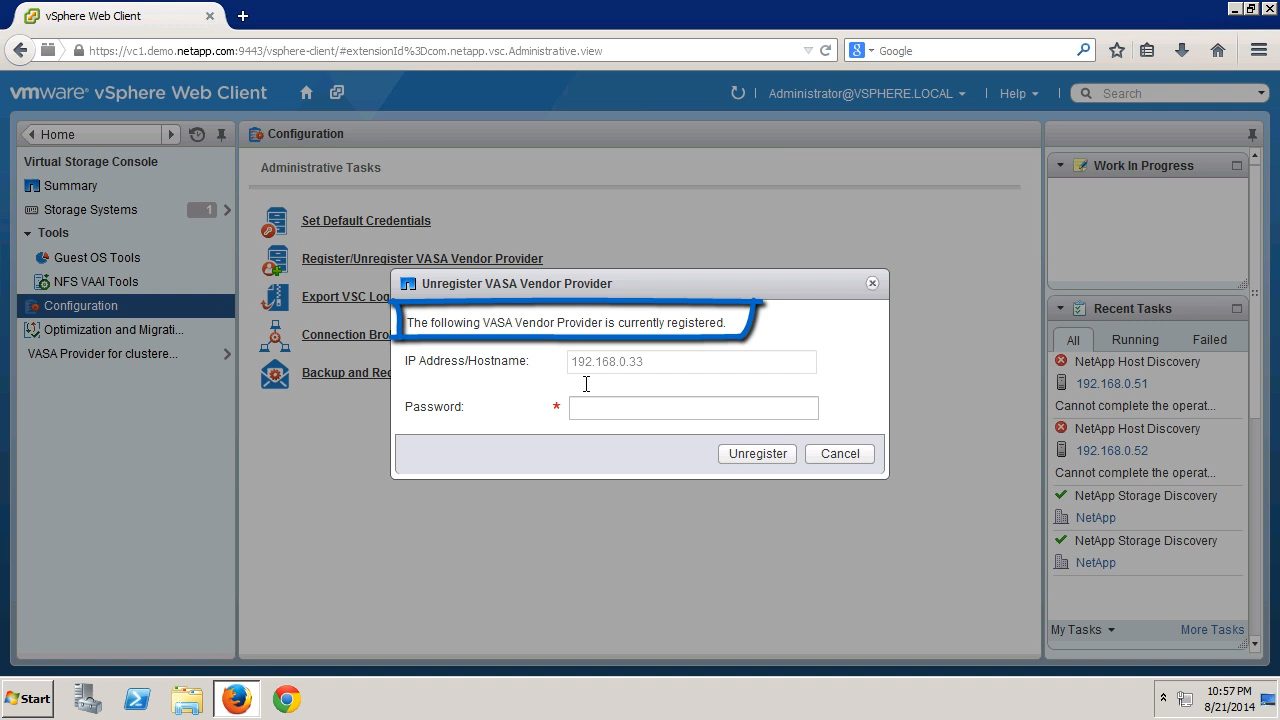 vSphere Web Client
https://vc1.demo.netapp.com:9443/vsphere-client/#extensionId%3Dcom.netapp.vsc.Administrative.view
Google
vmware® vSphere Web Client
Administrator@VSPHERE.LOCAL
Help
Search
Home
Virtual Storage Console
Summary
Storage Systems
1
Tools
Guest OS Tools
NFS VAAI Tools
Configuration
Optimization and Migrati...
VASA Provider for clustere...
Configuration
Administrative Tasks
Set Default Credentials
Register/Unregister VASA Vendor Provider
Export VSC Log
Connection Bro
Backup and Rec
Unregister VASA Vendor Provider
The following VASA Vendor Provider is currently registered.
IP Address/Hostname:
192.168.0.33
Password:
*
Unregister
Cancel
Work In Progress
Recent Tasks
All
Running
Failed
NetApp Host Discovery
192.168.0.51
Cannot complete the operat...
NetApp Host Discovery
192.168.0.52
Cannot complete the operat...
NetApp Storage Discovery
NetApp
NetApp Storage Discovery
NetApp
My Tasks
More Tasks
Start
10:57 PM
8/21/2014